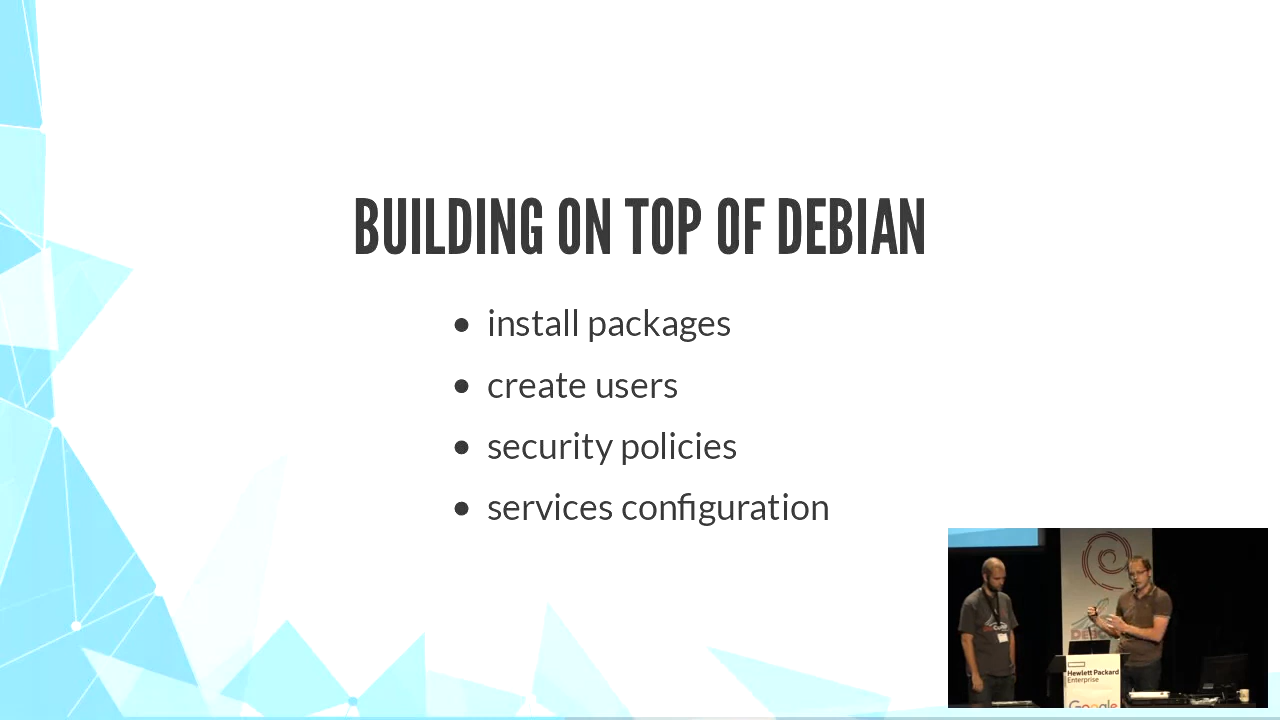 BUILDING ON TOP OF DEBIAN
install packages
create users
security policies
services configuration
Hewlett Packard
Enterprise
Google